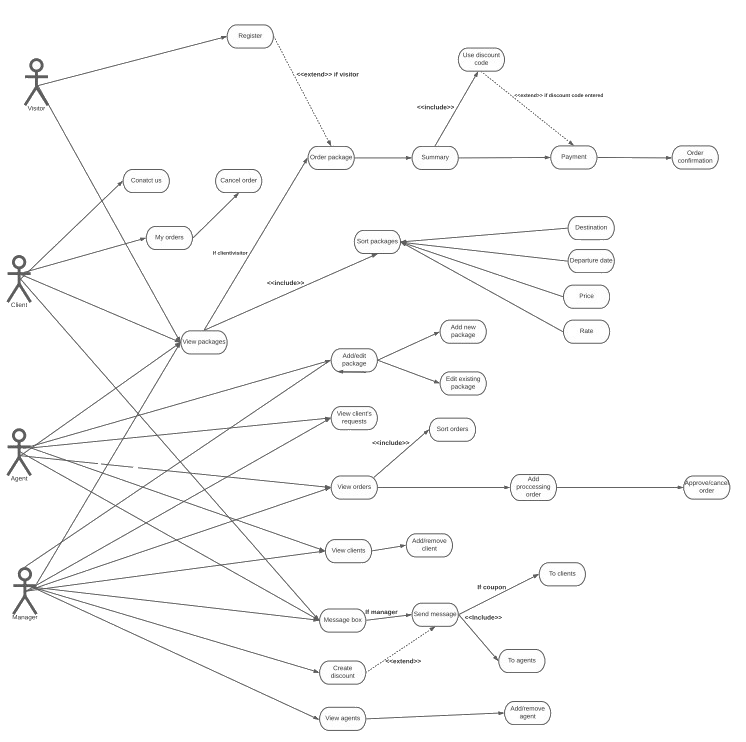 Register
Use discount
code
<<extend>> if visitor
Visitor
<<extend>> if discount code entered
<<include>>
Order package
Summary
Payment
Order
confirmation
Conatct us
Cancel order
My orders
Destination
Sort packages
If client/visitor
Departure date
<<include>>
Client
Price
Rate
View packages
Add new
package
Add/edit
package
Edit existing
package
View client's
requests
Sort orders
<<include>>
Agent
View orders
Add
proccessing
order
Approve/cancel
order
View clients
Add/remove
client
To clients
If coupon
Manager
Message box
If manager
Send message
<<include>>
To agents
<<extend>>
Create
discount
View agents
Add/remove
agent